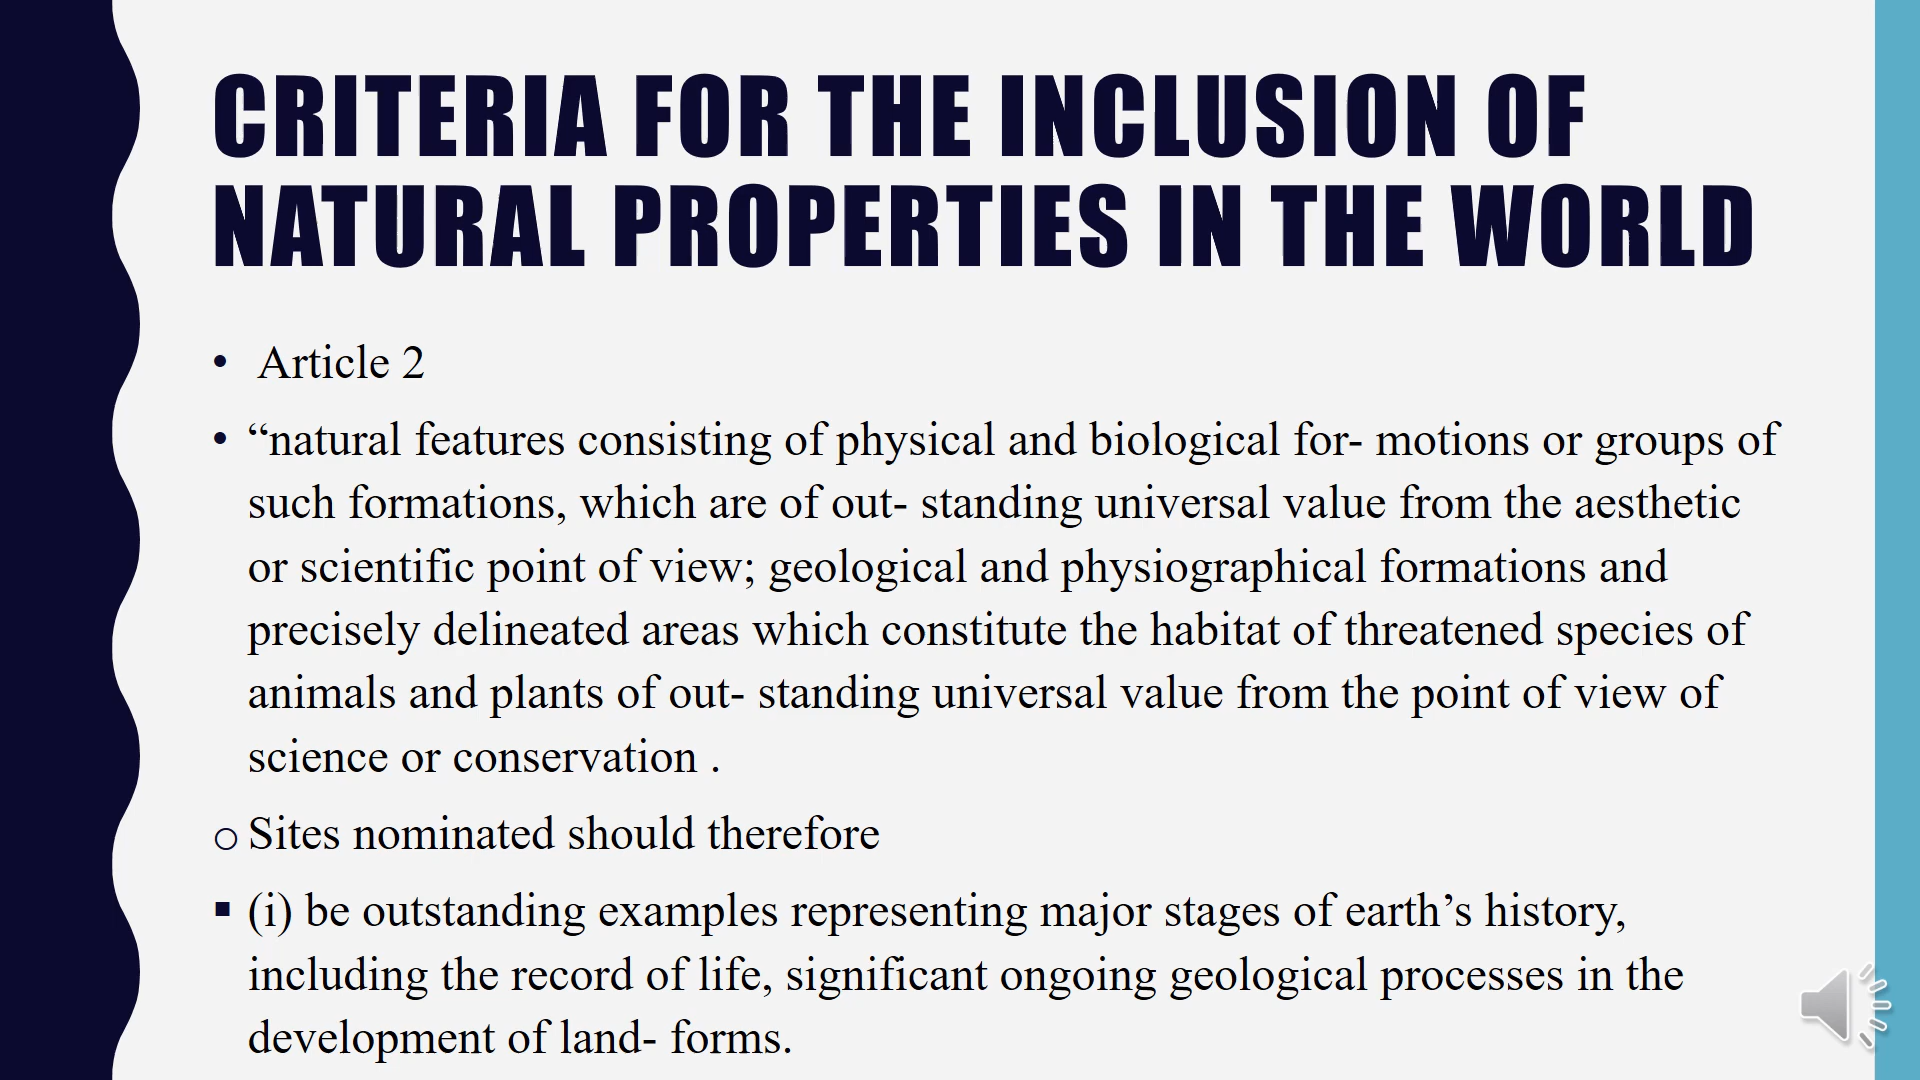 CRITERIA FOR THE INCLUSION OF
NATURAL PROPERTIES IN THE WORLD
• Article 2
• “natural features consisting of physical and biological for- motions or groups of
such formations, which are of out- standing universal value from the aesthetic
or scientific point of view; geological and physiographical formations and
precisely delineated areas which constitute the habitat of threatened species of
animals and plants of out- standing universal value from the point of view of
science or conservation .
o Sites nominated should therefore
▪ (i) be outstanding examples representing major stages of earth’s history,
including the record of life, significant ongoing geological processes in the
development of land- forms.